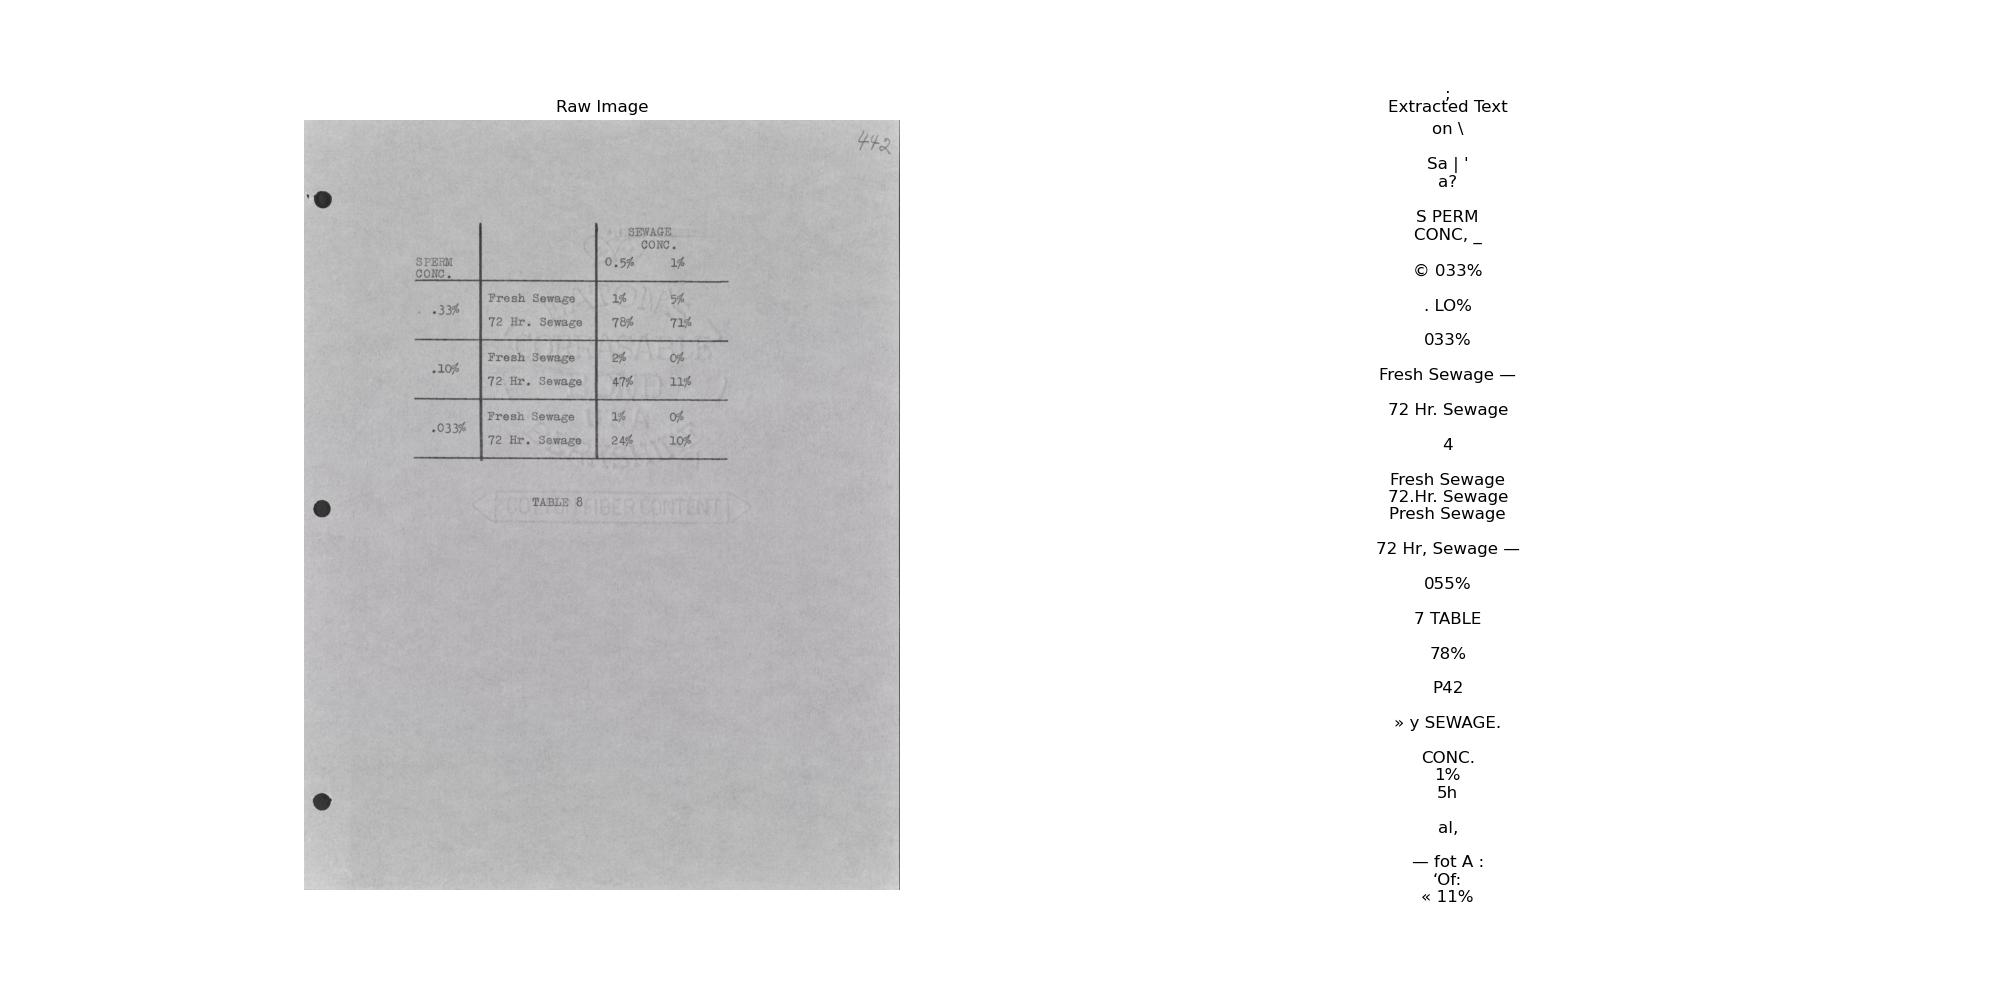 Raw Image
442
SEWAGE
CONC.
SPERM
CONC.
0.5% 1%
.33%
Fresh Sewage 1% 5%
72 Hr. Sewage 78% 71%
.10%
Fresh Sewage 2% 0%
72 Hr. Sewage 47% 11%
.033%
Fresh Sewage 1% 0%
72 Hr. Sewage 24% 10%
TABLE 8
COTTON FIBER CONTENT
;
Extracted Text
on \
Sa | '
a?
S PERM
CONC, _
© 033%
. LO%
033%
Fresh Sewage —
72 Hr. Sewage
4
Fresh Sewage
72.Hr. Sewage
Presh Sewage
72 Hr, Sewage —
055%
7 TABLE
78%
P42
» y SEWAGE.
CONC.
1%
5h
al,
— fot A :
‘Of:
« 11%